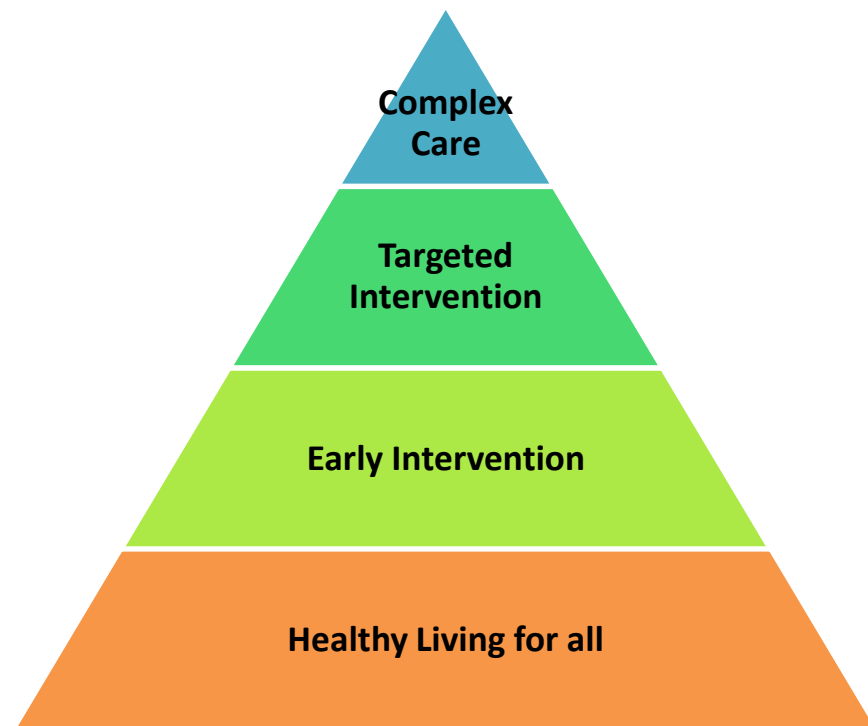 Complex
Care
Targeted
Intervention
Early Intervention
Healthy Living for all